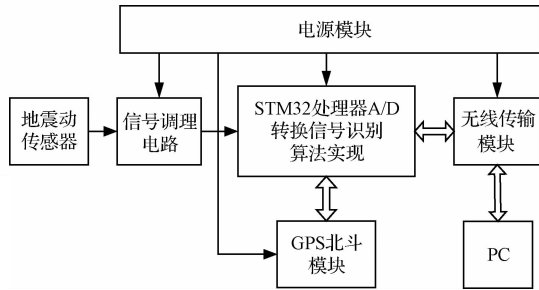 电源模块
地震动
传感器
信号调理
电路
STM32处理器A/D
转换信号识别
算法实现
无线传输
模块
GPS北斗
模块
PC